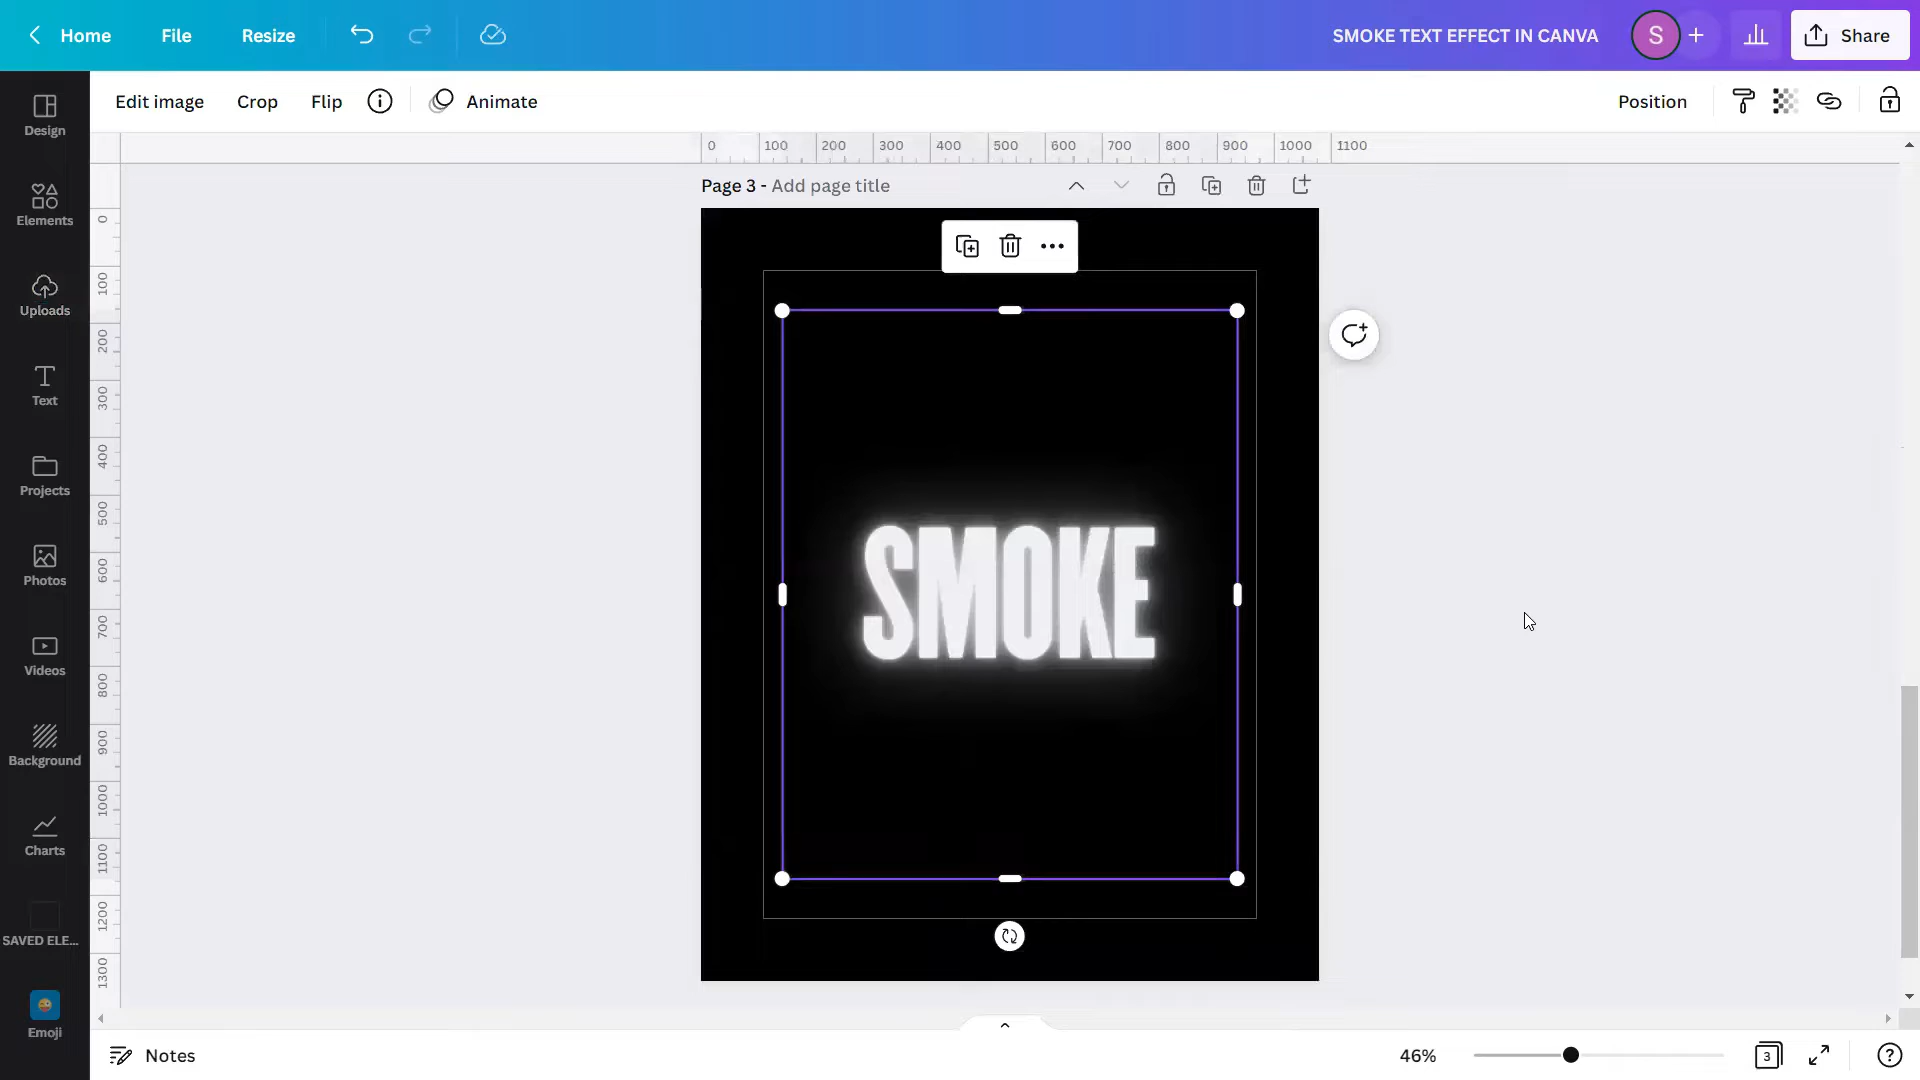 Home File Resize SMOKE TEXT EFFECT IN CANVA S Share
Edit image Crop Flip Animate Position
Design
Elements
Uploads
Text
Projects
Photos
Videos
Background
Charts
SAVED ELE...
Emoji
0 100 200 300 400 500 600 700 800 900 1000 1100
Page 3 - Add page title
0
100
200
300
400
500
600
700
800
900
1000
1100
1200
1300
SMOKE
Notes 46% 3